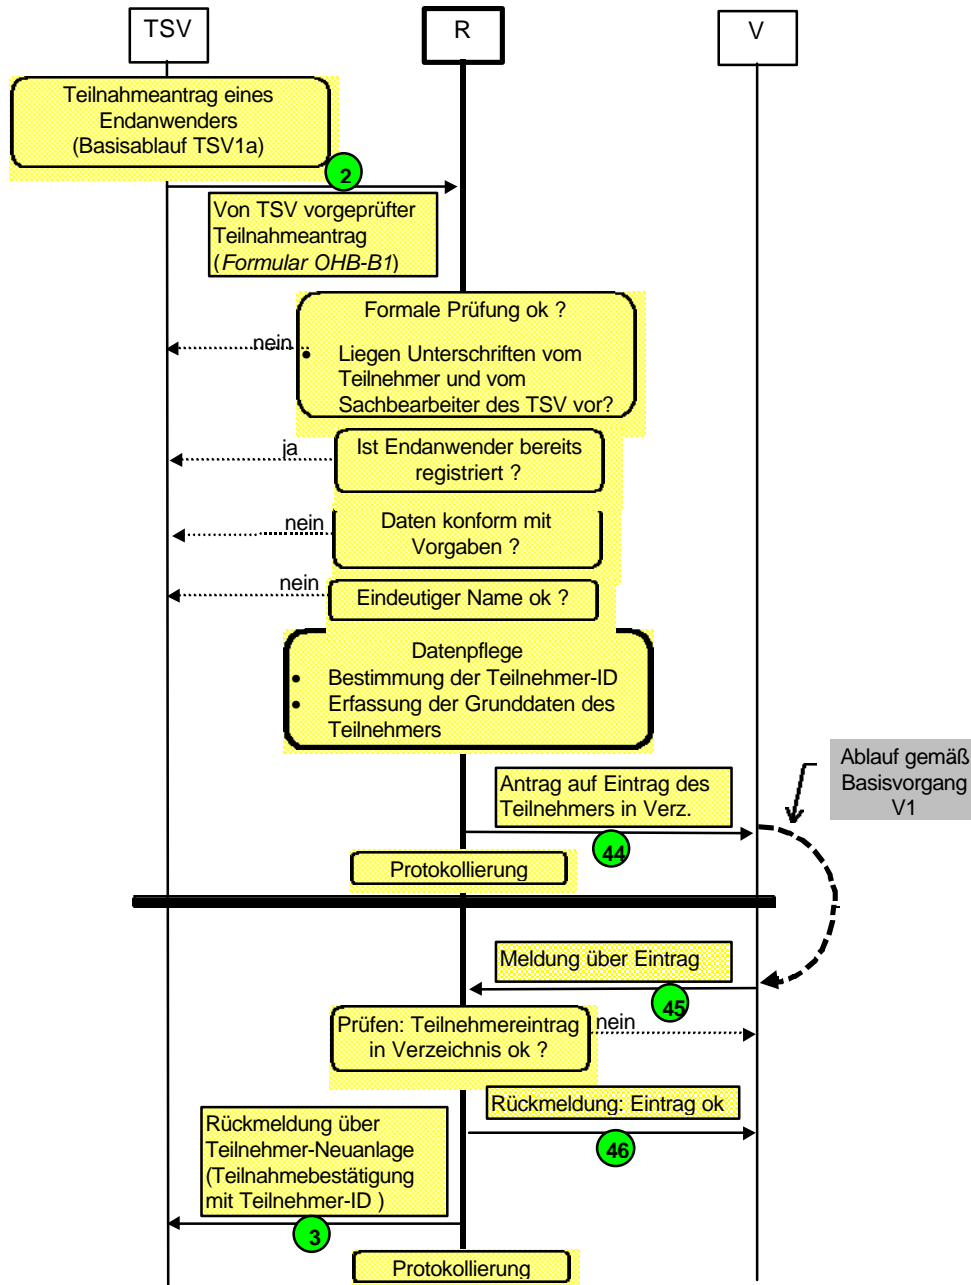 TSV
R
V
Teilnahmeantrag eines
Endanwenders
(Basisablauf TSV1a)
2
Von TSV vorgeprüfter
Teilnahmeantrag
(Formular OHB-B1)
Formale Prüfung ok ?
nein
• Liegen Unterschriften vom
Teilnehmer und vom
Sachbearbeiter des TSV vor?
ja
Ist Endanwender bereits
registriert ?
nein
Daten konform mit
Vorgaben ?
nein
Eindeutiger Name ok ?
Datenpflege
• Bestimmung der Teilnehmer-ID
• Erfassung der Grunddaten des
Teilnehmers
Antrag auf Eintrag des
Teilnehmers in Verz.
Ablauf gemäß
Basisvorgang
V1
44
Protokollierung
Meldung über Eintrag
45
Prüfen: Teilnehmereintrag
in Verzeichnis ok ?
nein
Rückmeldung: Eintrag ok
46
Rückmeldung über
Teilnehmer-Neuanlage
(Teilnahmebestätigung
mit Teilnehmer-ID )
3
Protokollierung